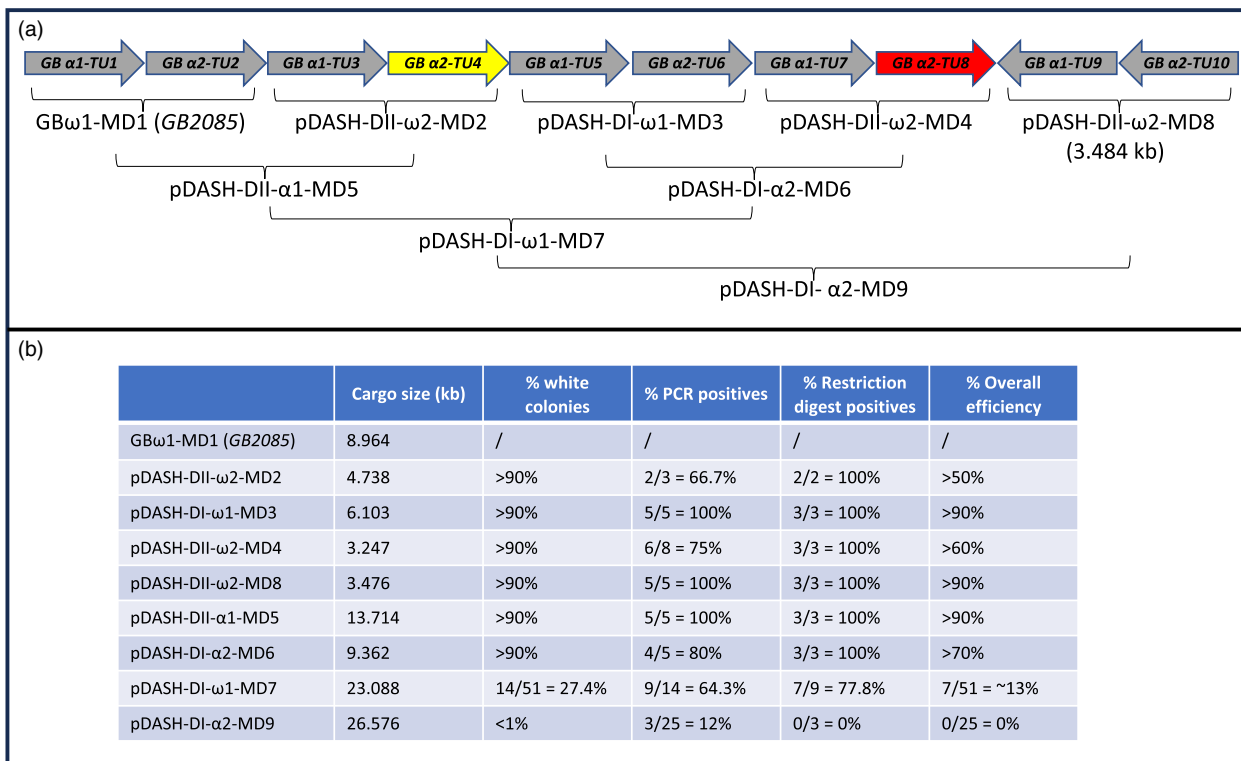 (a)
GB α1-TU1 GB α2-TU2 GB α1-TU3 GB α2-TU4 GB α1-TU5 GB α2-TU6 GB α1-TU7 GB α2-TU8 GB α1-TU9 GB α2-TU10
GBω1-MD1 (GB2085) pDASH-DII-ω2-MD2 pDASH-DI-ω1-MD3 pDASH-DII-ω2-MD4 pDASH-DII-ω2-MD8
(3.484 kb)
pDASH-DII-α1-MD5 pDASH-DI-α2-MD6
pDASH-DI-ω1-MD7
pDASH-DI- α2-MD9
(b)
Cargo size (kb) % white colonies % PCR positives % Restriction digest positives % Overall efficiency
GBω1-MD1 (GB2085) 8.964 / / / /
pDASH-DII-ω2-MD2 4.738 >90% 2/3 = 66.7% 2/2 = 100% >50%
pDASH-DI-ω1-MD3 6.103 >90% 5/5 = 100% 3/3 = 100% >90%
pDASH-DII-ω2-MD4 3.247 >90% 6/8 = 75% 3/3 = 100% >60%
pDASH-DII-ω2-MD8 3.476 >90% 5/5 = 100% 3/3 = 100% >90%
pDASH-DII-α1-MD5 13.714 >90% 5/5 = 100% 3/3 = 100% >90%
pDASH-DI-α2-MD6 9.362 >90% 4/5 = 80% 3/3 = 100% >70%
pDASH-DI-ω1-MD7 23.088 14/51 = 27.4% 9/14 = 64.3% 7/9 = 77.8% 7/51 = ~13%
pDASH-DI-α2-MD9 26.576 <1% 3/25 = 12% 0/3 = 0% 0/25 = 0%